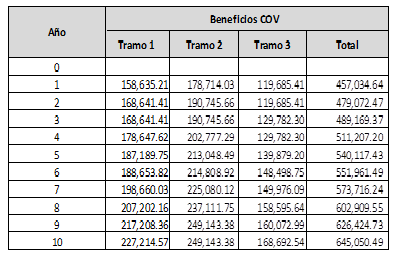 Año Beneficios COV
Tramo 1 Tramo 2 Tramo 3 Total
0
1 158,635.21 178,714.03 119,685.41 457,034.64
2 168,641.41 190,745.66 119,685.41 479,072.47
3 168,641.41 190,745.66 129,782.30 489,169.37
4 178,647.62 202,777.29 129,782.30 511,207.20
5 187,189.75 213,048.49 139,879.20 540,117.43
6 188,653.82 214,808.92 148,498.75 551,961.49
7 198,660.03 225,080.12 149,976.09 573,716.24
8 207,202.16 237,111.75 158,595.64 602,909.55
9 217,208.36 249,143.38 160,072.99 626,424.73
10 227,214.57 249,143.38 168,692.54 645,050.49